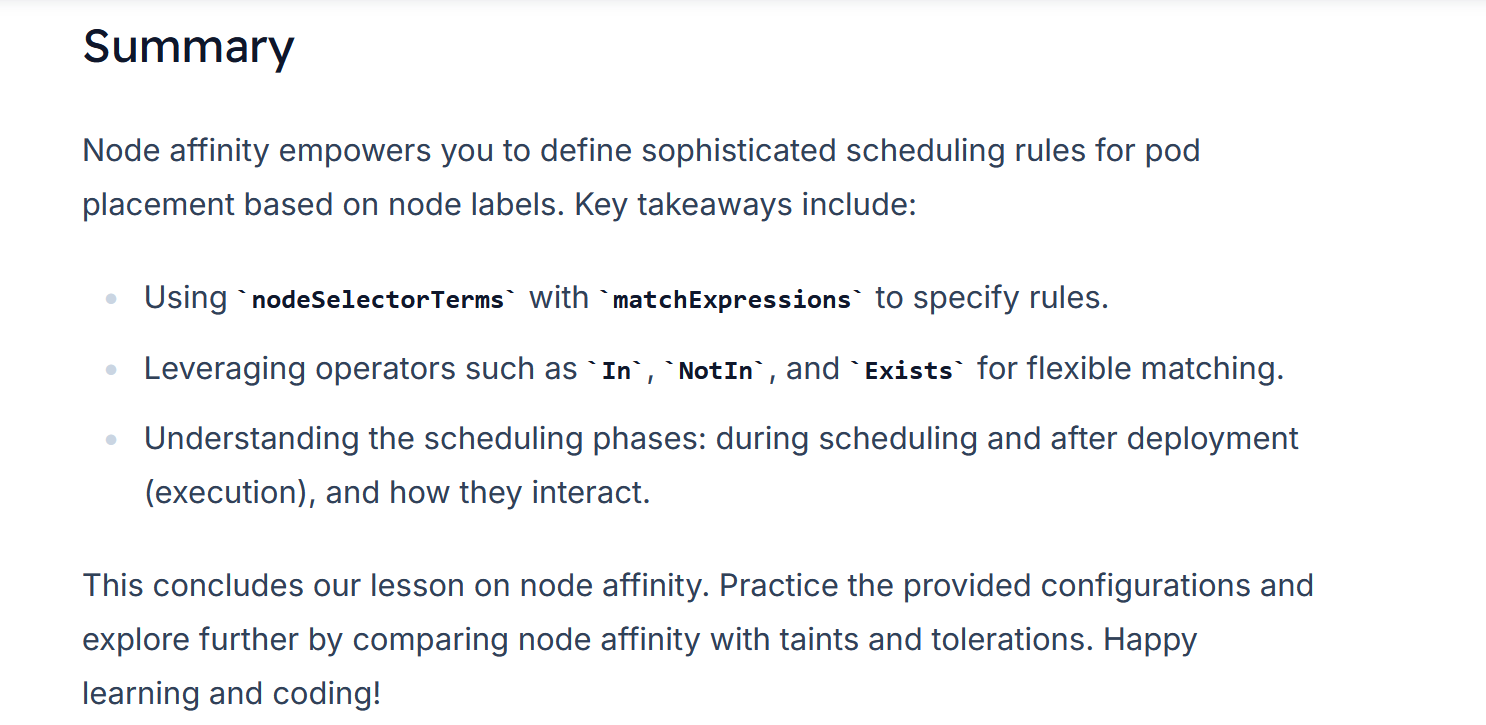 Summary
Node affinity empowers you to define sophisticated scheduling rules for pod
placement based on node labels. Key takeaways include:
Using `nodeSelectorTerms` with `matchExpressions` to specify rules.
Leveraging operators such as `In`, `NotIn`, and `Exists` for flexible matching.
Understanding the scheduling phases: during scheduling and after deployment
(execution), and how they interact.
This concludes our lesson on node affinity. Practice the provided configurations and
explore further by comparing node affinity with taints and tolerations. Happy
learning and coding!